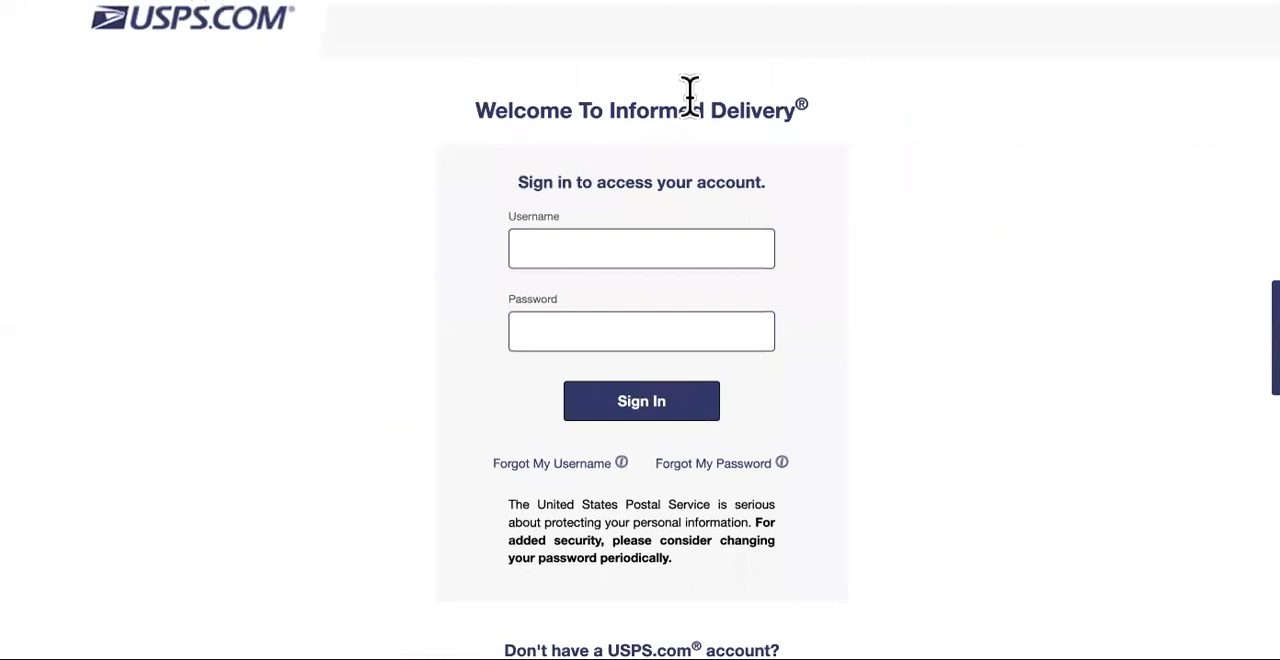 USPS.COM®
Welcome To Informed Delivery®
Sign in to access your account.
Username
Password
Sign In
Forgot My Username
Forgot My Password
The United States Postal Service is serious
about protecting your personal information. For
added security, please consider changing
your password periodically.
Don't have a USPS.com® account?